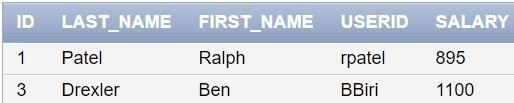 ID LAST_NAME FIRST_NAME USERID SALARY
1 Patel Ralph rpatel 895
3 Drexler Ben BBiri 1100